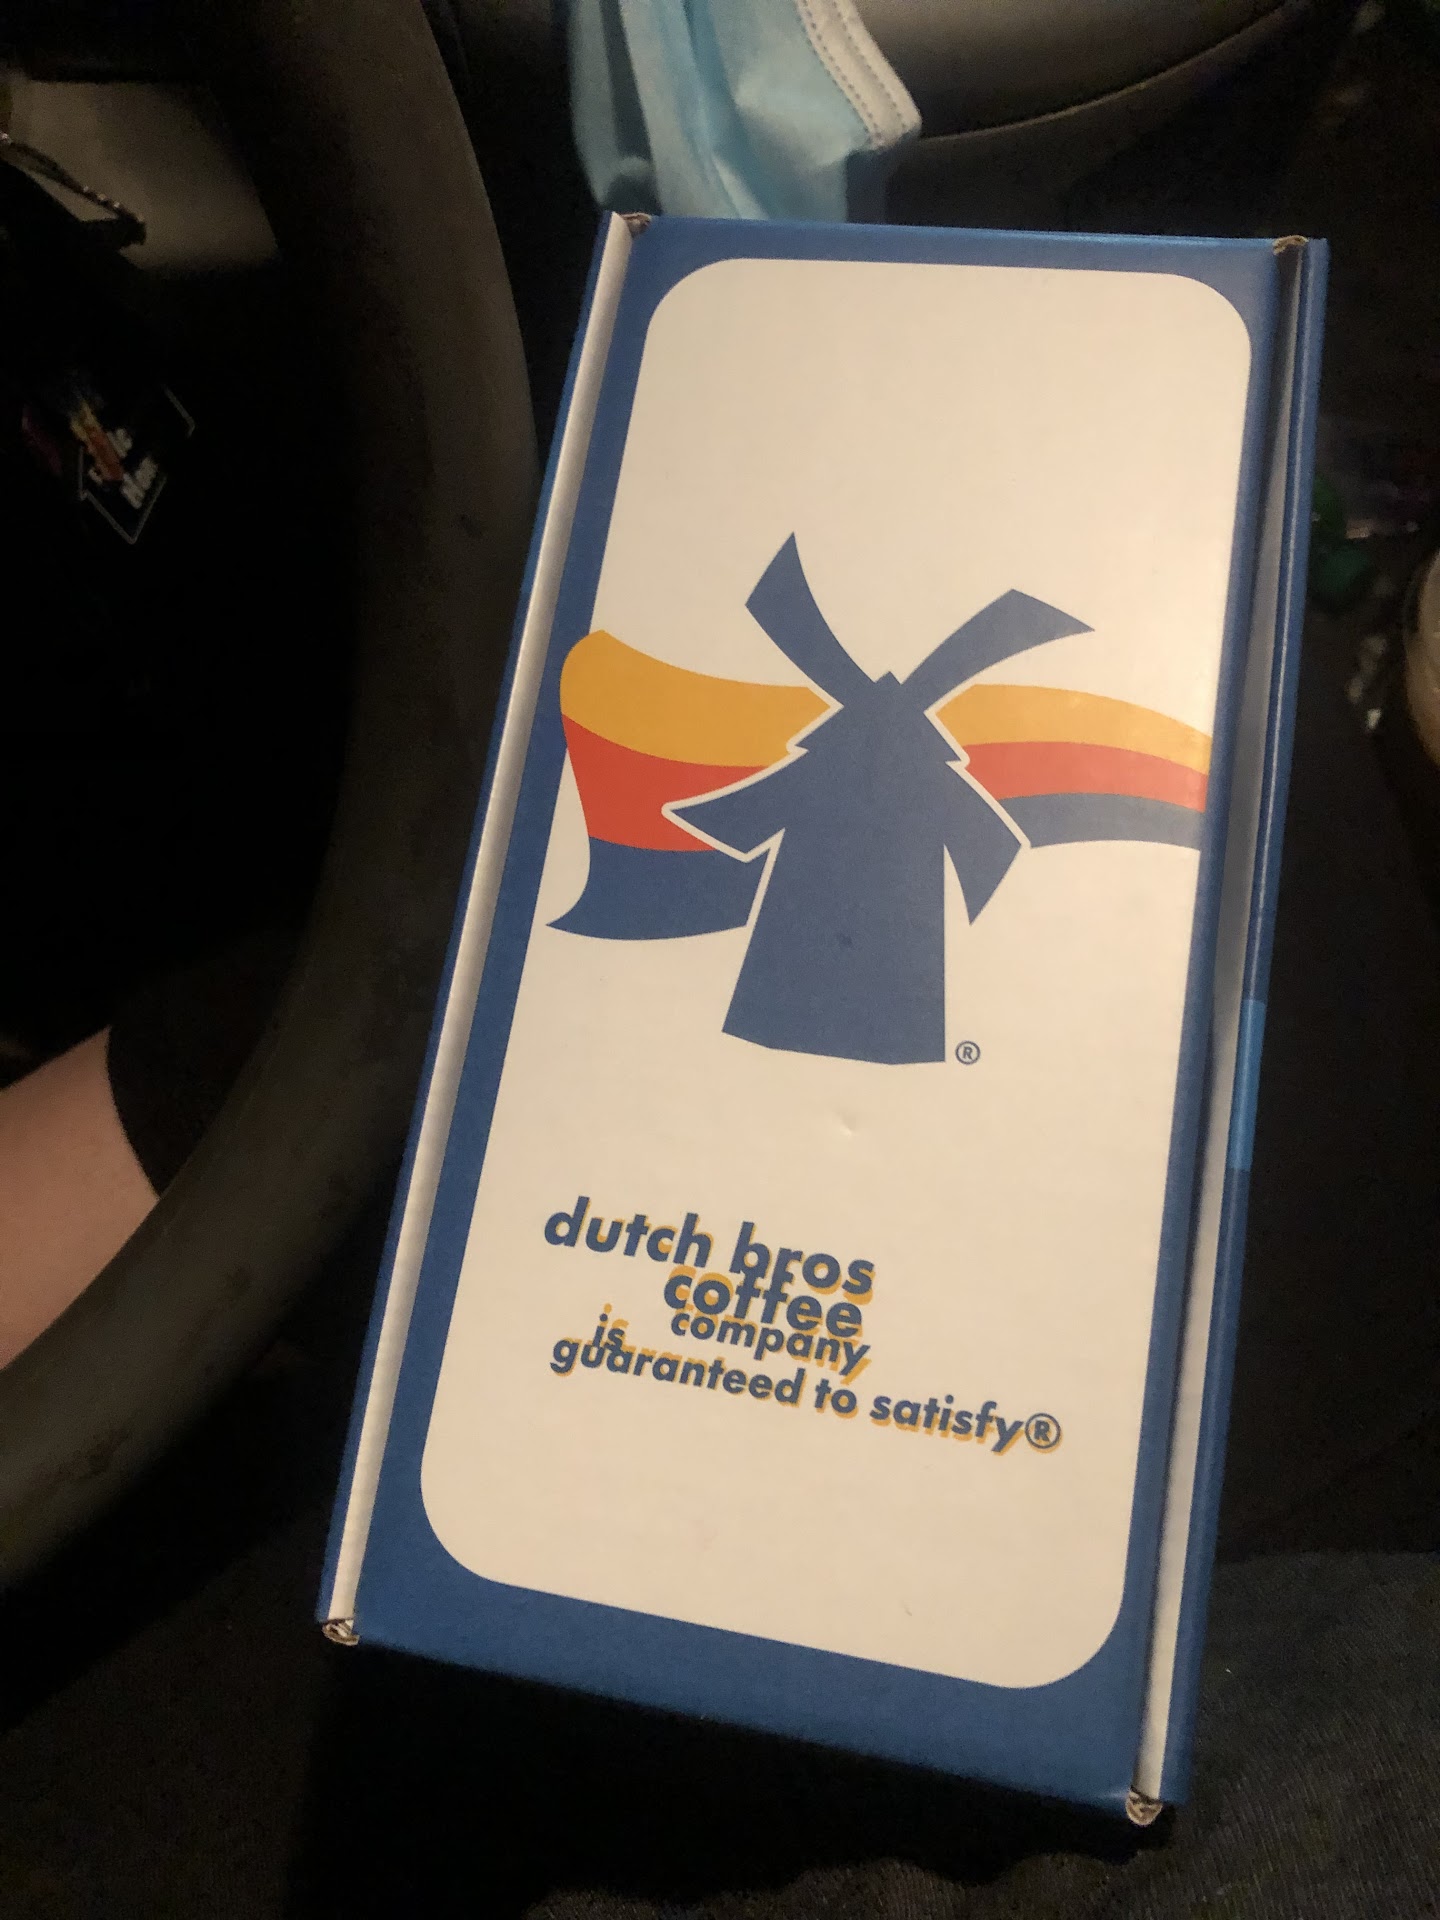 ®
dutch bros
coffee
company
is
guaranteed to satisfy®